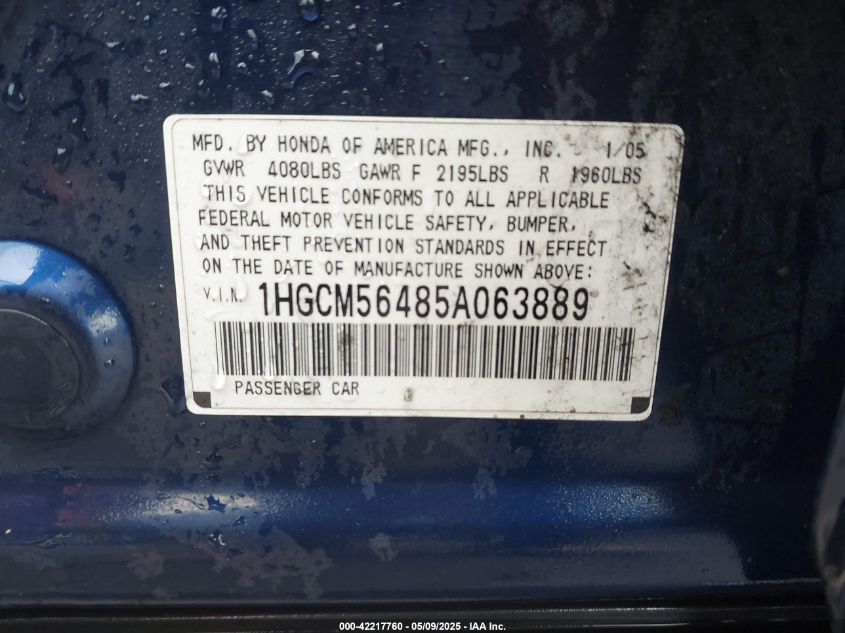 MFD. BY HONDA OF AMERICA MFG., INC. 1/05
GVWR 4080LBS GAWR F 2195LBS R 1960LBS
THIS VEHICLE CONFORMS TO ALL APPLICABLE
FEDERAL MOTOR VEHICLE SAFETY, BUMPER,
AND THEFT PREVENTION STANDARDS IN EFFECT
ON THE DATE OF MANUFACTURE SHOWN ABOVE:
V.I.N. 1HGCM56485A063889
PASSENGER CAR
000-42217760 - 05/09/2025 - IAA Inc.